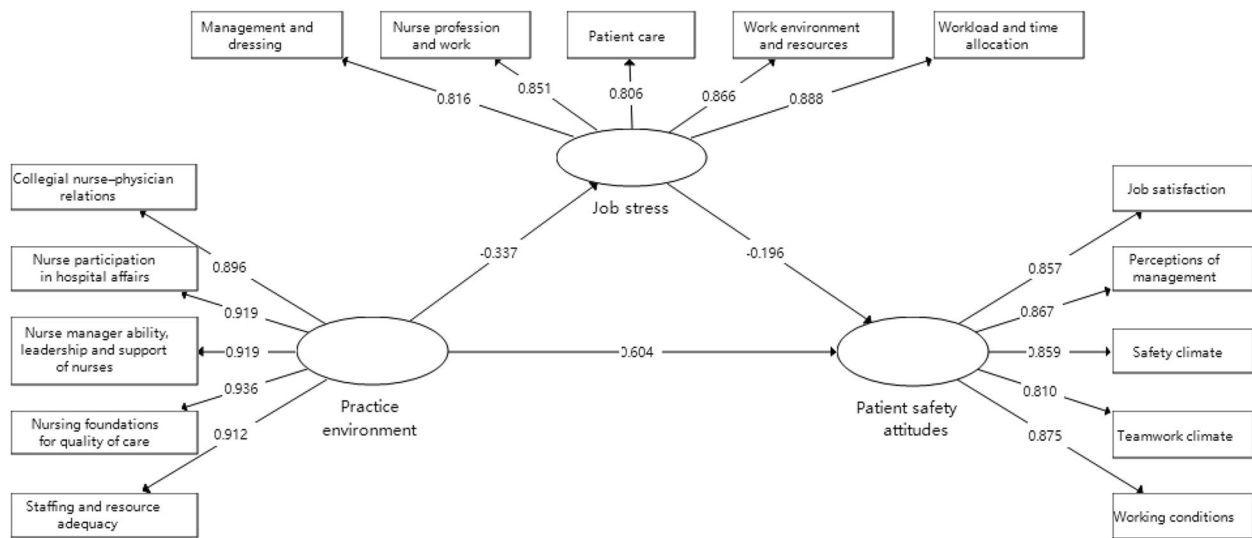 Management and
dressing
Nurse profession
and work
Patient care
Work environment
and resources
Workload and time
allocation
0.816
0.851
0.806
0.866
0.888
Job stress
Collegial nurse–physician
relations
Nurse participation
in hospital affairs
Nurse manager ability,
leadership and support
of nurses
Nursing foundations
for quality of care
Staffing and resource
adequacy
0.896
0.919
0.919
0.936
0.912
Practice
environment
-0.337
-0.196
0.604
Patient safety
attitudes
0.857
0.867
0.859
0.810
0.875
Job satisfaction
Perceptions of
management
Safety climate
Teamwork climate
Working conditions